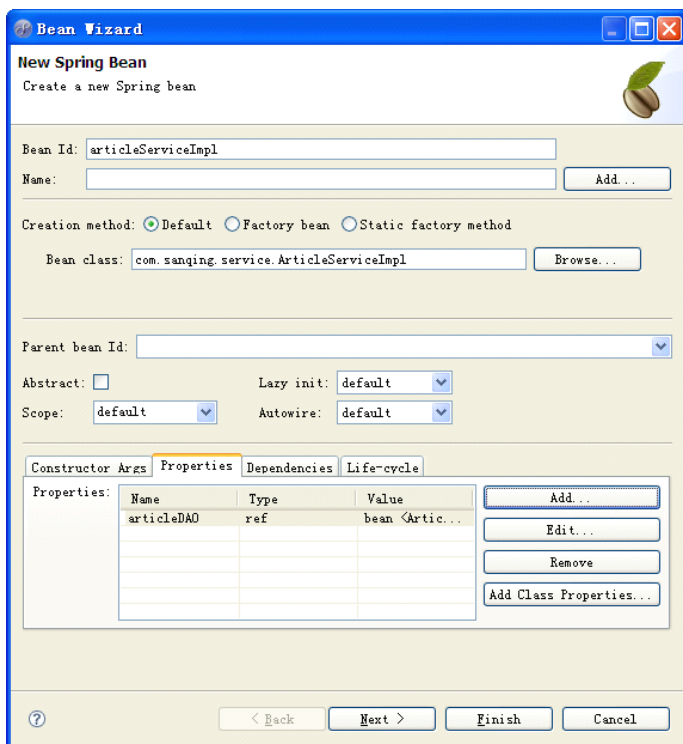 Bean Wizard
New Spring Bean
Create a new Spring bean
Bean Id: articleServiceImpl
Name: Add...
Creation method: Default Factory bean Static factory method
Bean class: com.sanqing.service.ArticleServiceImpl Browse...
Parent bean Id:
Abstract: Lazy init: default
Scope: default Autowire: default
Constructor Args Properties Dependencies Life-cycle
Properties: Name Type Value Add...
articleDAO ref bean <Artic...
Edit...
Remove
Add Class Properties...
? < Back Next > Finish Cancel